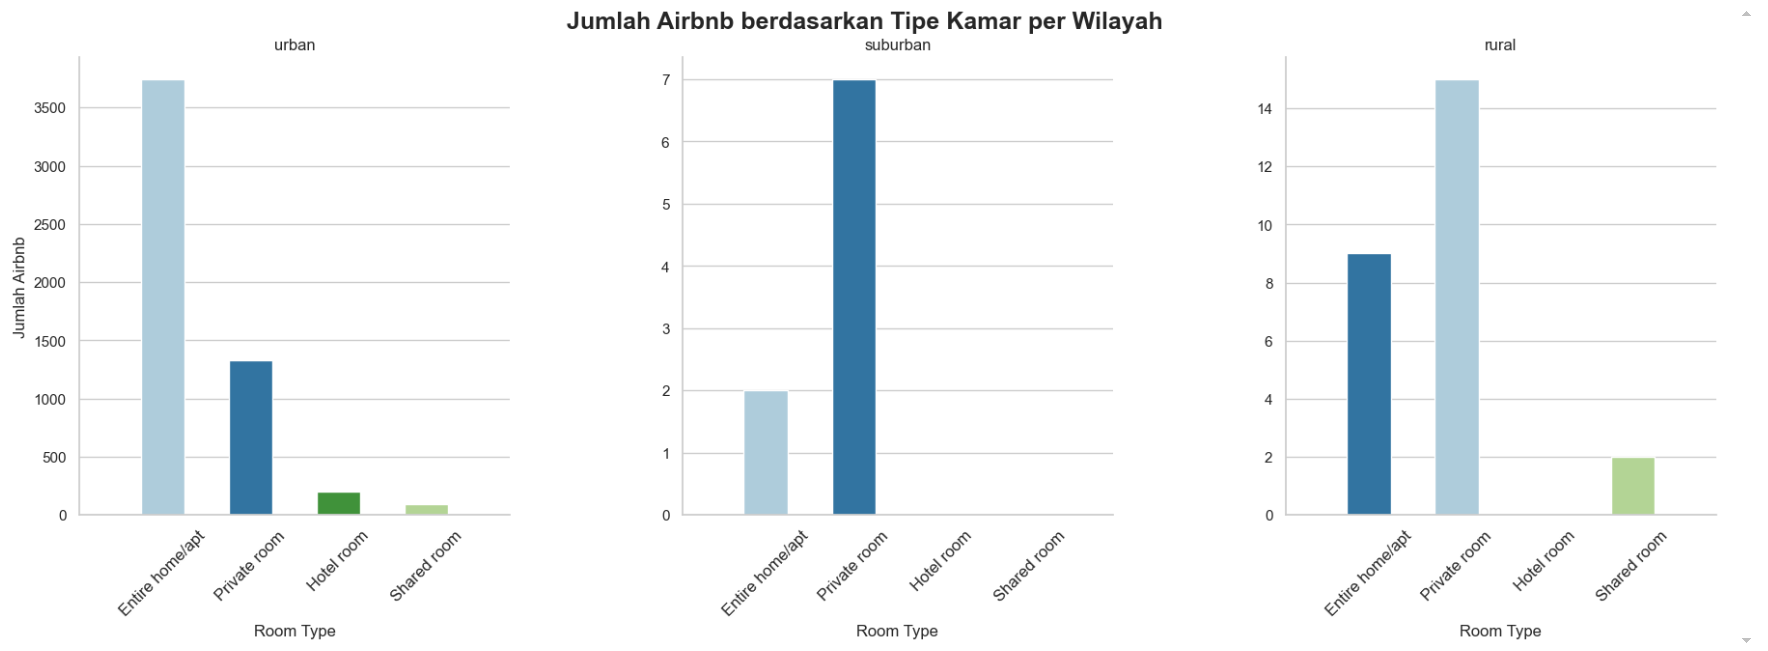 Jumlah Airbnb berdasarkan Tipe Kamar per Wilayah
urban
Jumlah Airbnb
3500
3000
2500
2000
1500
1000
500
0
Entire home/apt
Private room
Hotel room
Shared room
Room Type
suburban
7
6
5
4
3
2
1
0
Entire home/apt
Private room
Hotel room
Shared room
Room Type
rural
14
12
10
8
6
4
2
0
Entire home/apt
Private room
Hotel room
Shared room
Room Type